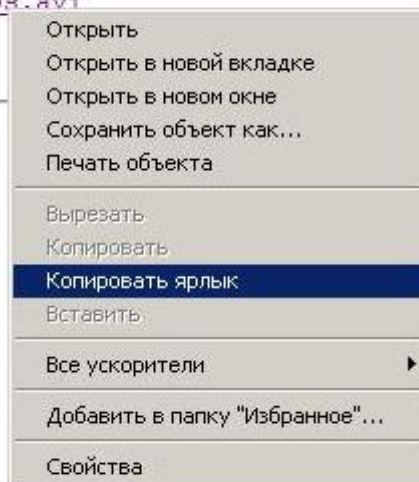 Открыть
Открыть в новой вкладке
Открыть в новом окне
Сохранить объект как...
Печать объекта
Вырезать
Копировать
Копировать ярлык
Вставить
Все ускорители
Добавить в папку "Избранное"...
Свойства